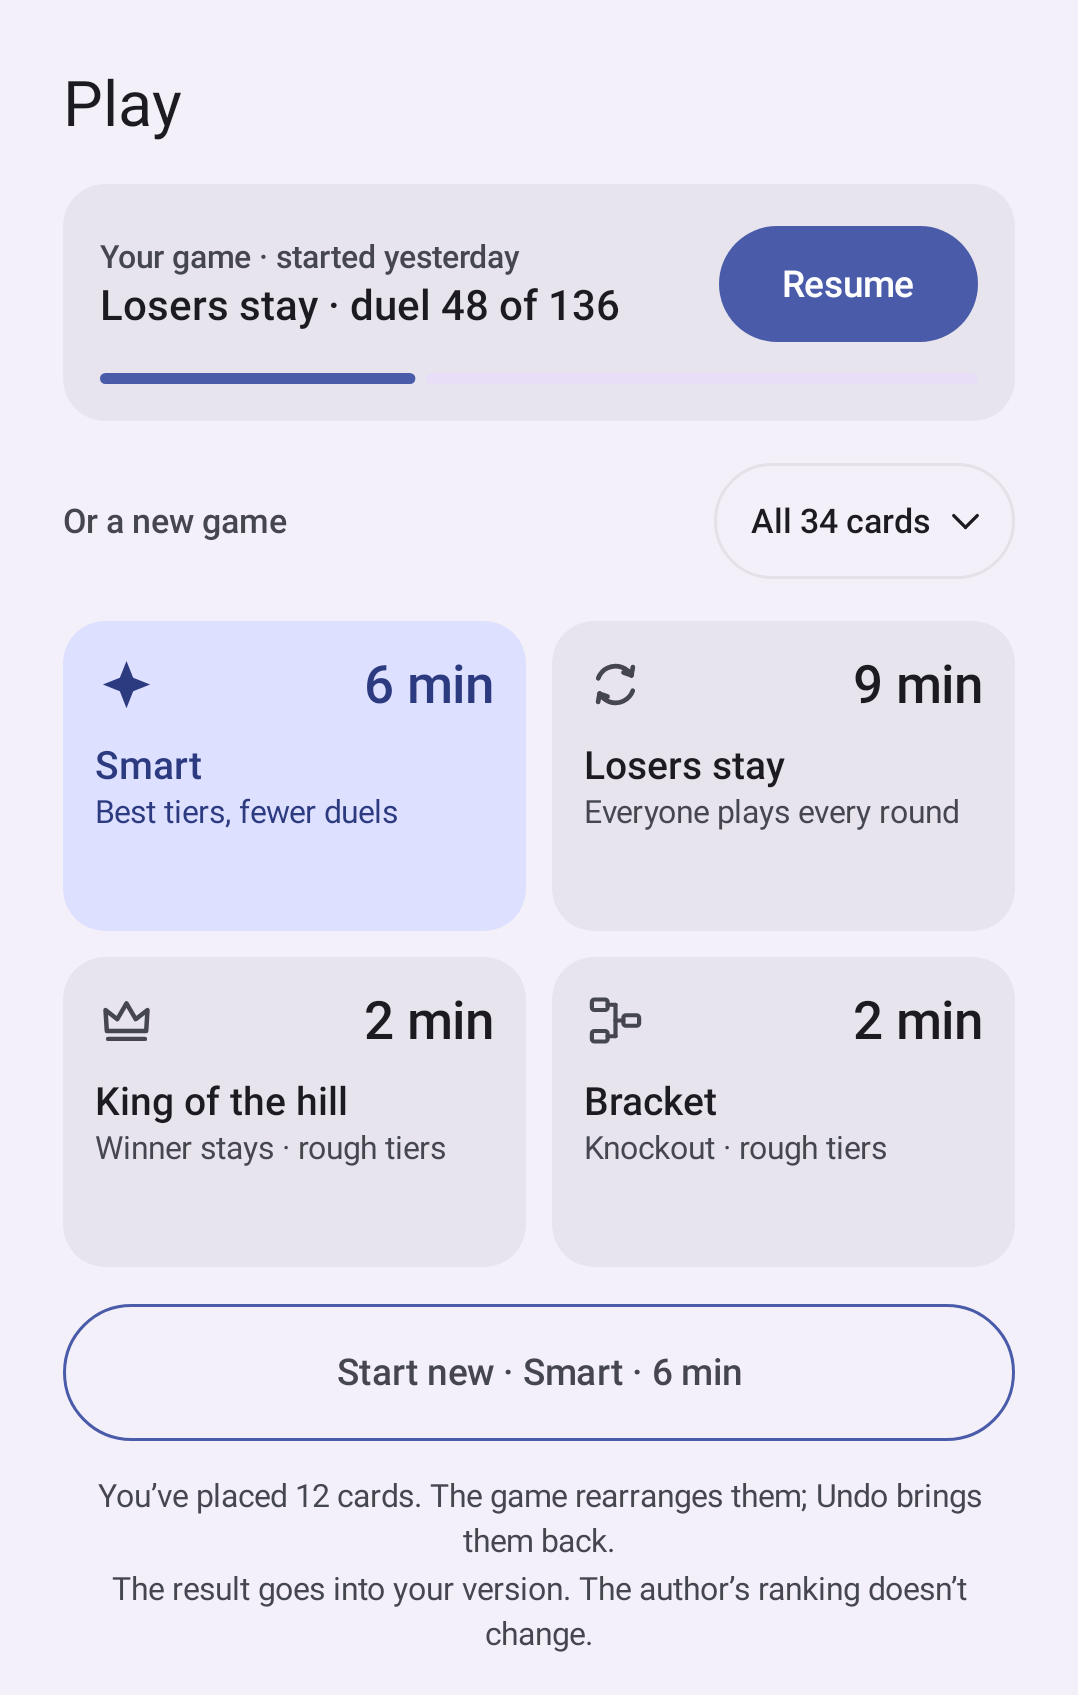 Play
Your game · started yesterday
Losers stay · duel 48 of 136
Resume
Or a new game
All 34 cards
6 min
Smart
Best tiers, fewer duels
9 min
Losers stay
Everyone plays every round
2 min
King of the hill
Winner stays · rough tiers
2 min
Bracket
Knockout · rough tiers
Start new · Smart · 6 min
You’ve placed 12 cards. The game rearranges them; Undo brings
them back.
The result goes into your version. The author’s ranking doesn’t
change.